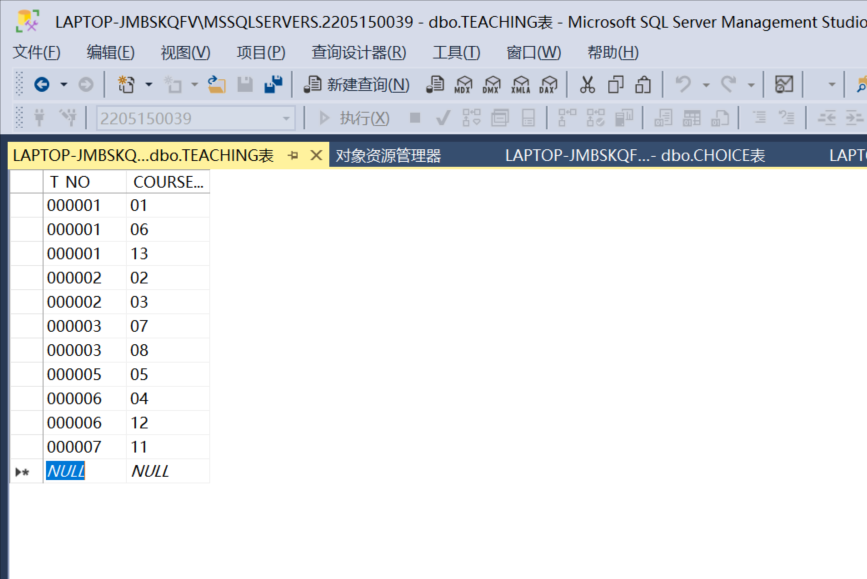 LAPTOP-JMBSKQFV\MSSQLSERVERS.2205150039 - dbo.TEACHING表 - Microsoft SQL Server Management Studio
文件(F) 编辑(E) 视图(V) 项目(P) 查询设计器(R) 工具(T) 窗口(W) 帮助(H)
新建查询(N) MDX DMX XMLA DAX
2205150039 执行(X)
LAPTOP-JMBSKQ...dbo.TEACHING表 对象资源管理器 LAPTOP-JMBSKQF...- dbo.CHOICE表 LAPT
T NO COURSE...
000001 01
000001 06
000001 13
000002 02
000002 03
000003 07
000003 08
000005 05
000006 04
000006 12
000007 11
NULL NULL